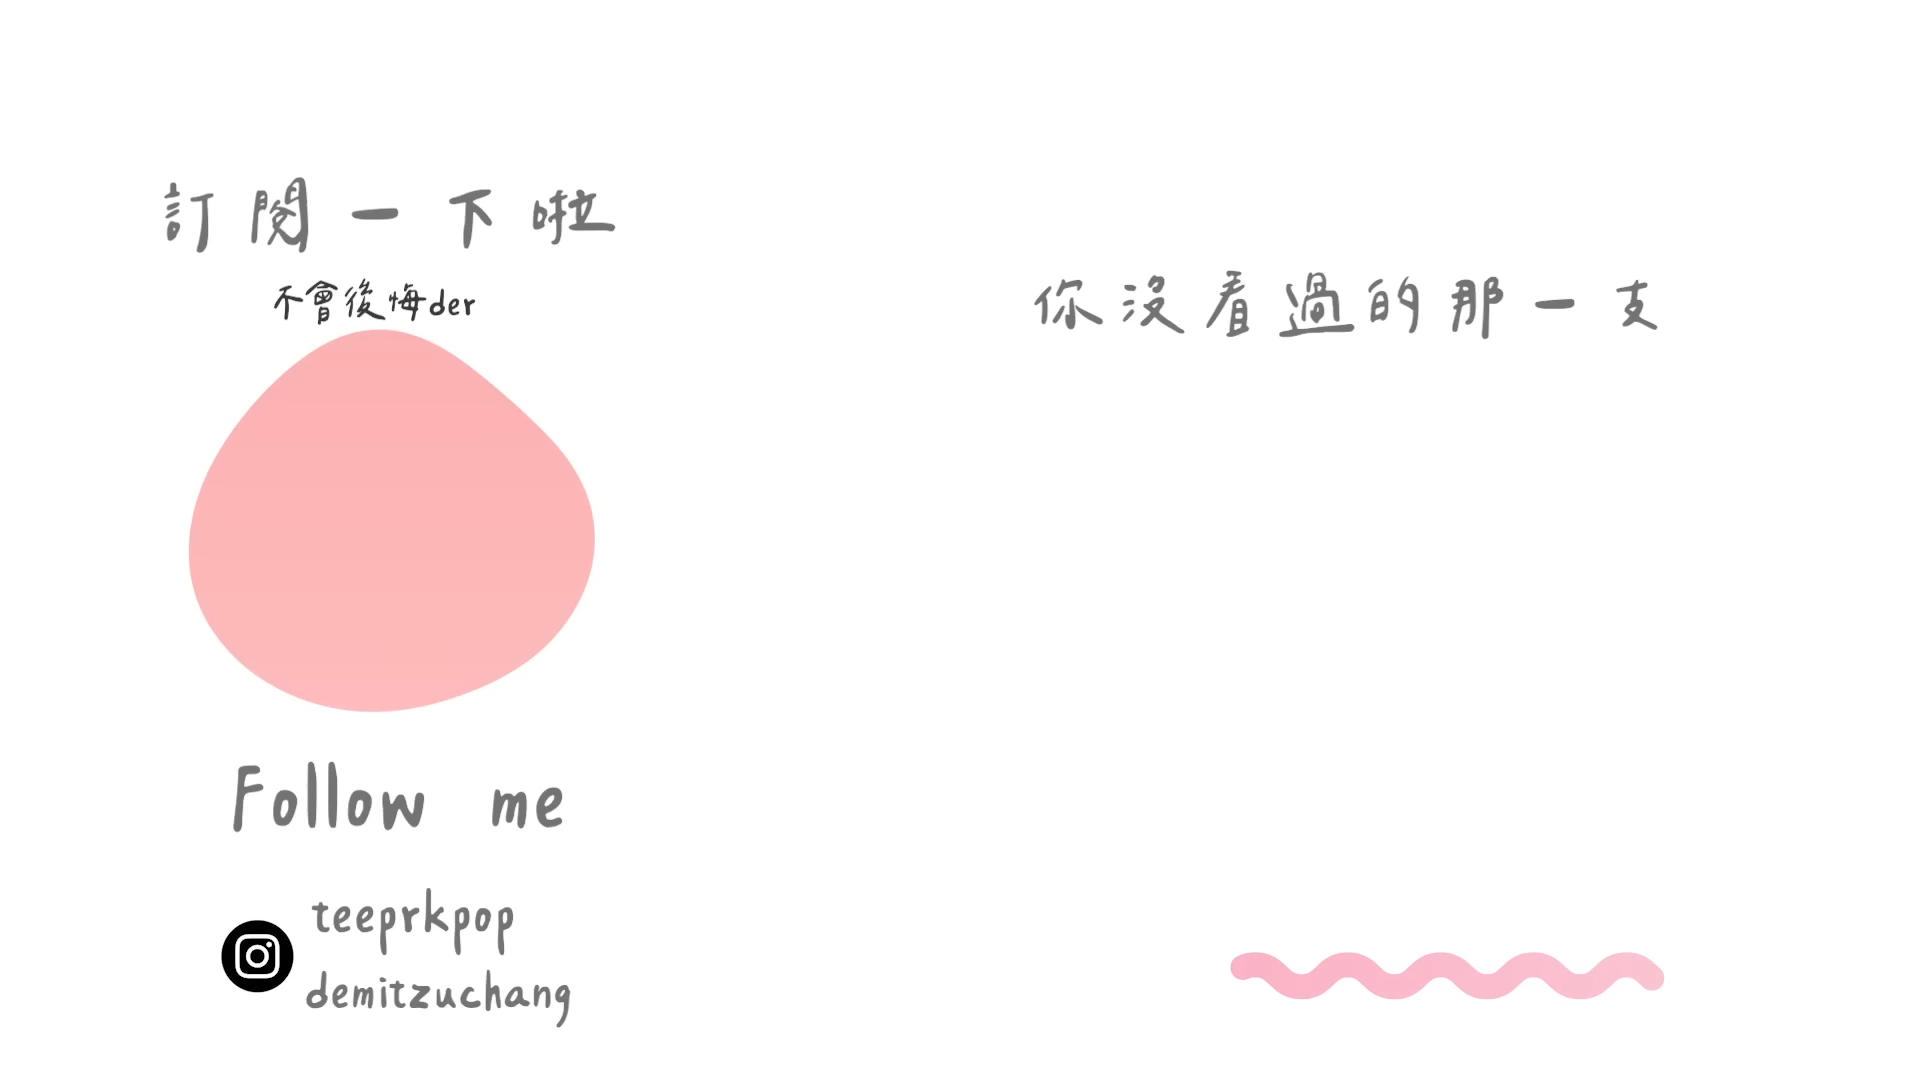 訂閱一下啦
不會後悔der
你沒看過的那一支
Follow me
teeprkpop
demitzuchang